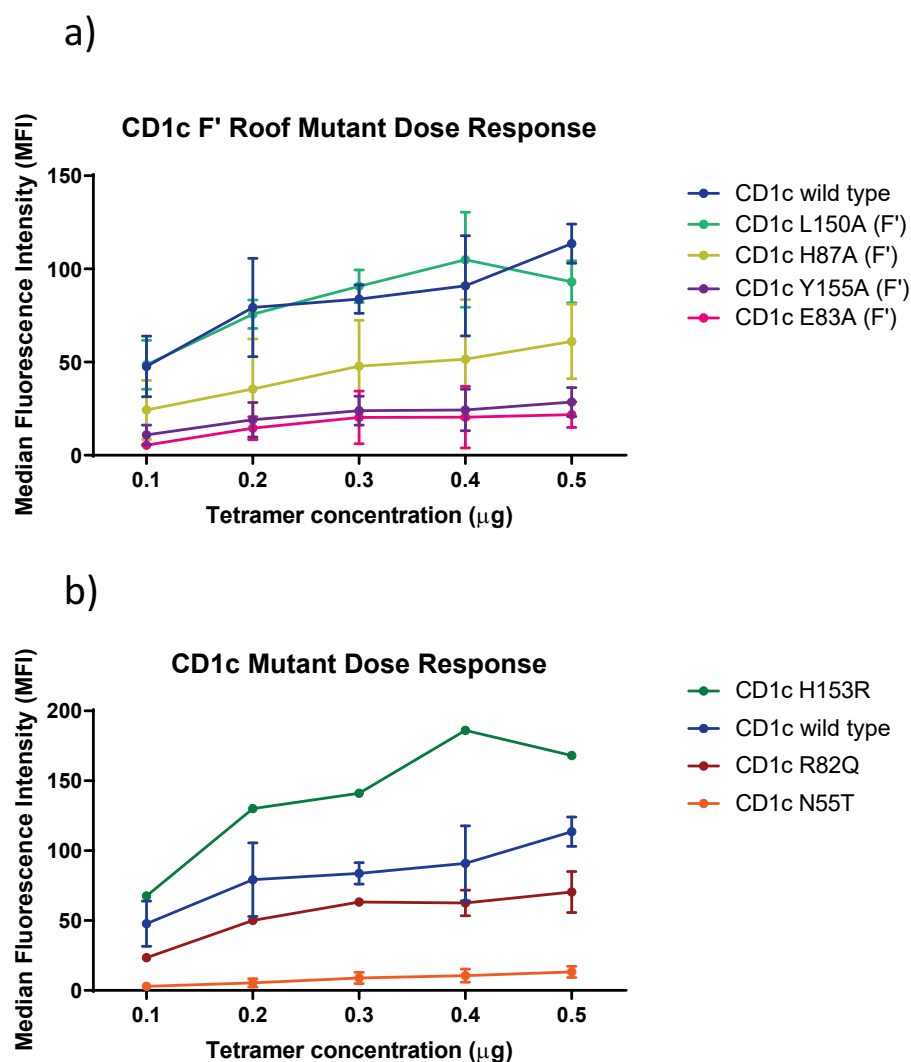 a)
CD1c F' Roof Mutant Dose Response
Median Fluorescence Intensity (MFI)
150
100
50
0
0.1 0.2 0.3 0.4 0.5
Tetramer concentration (μg)
CD1c wild type
CD1c L150A (F')
CD1c H87A (F')
CD1c Y155A (F')
CD1c E83A (F')
b)
CD1c Mutant Dose Response
Median Fluorescence Intensity (MFI)
200
150
100
50
0
0.1 0.2 0.3 0.4 0.5
Tetramer concentration (μg)
CD1c H153R
CD1c wild type
CD1c R82Q
CD1c N55T